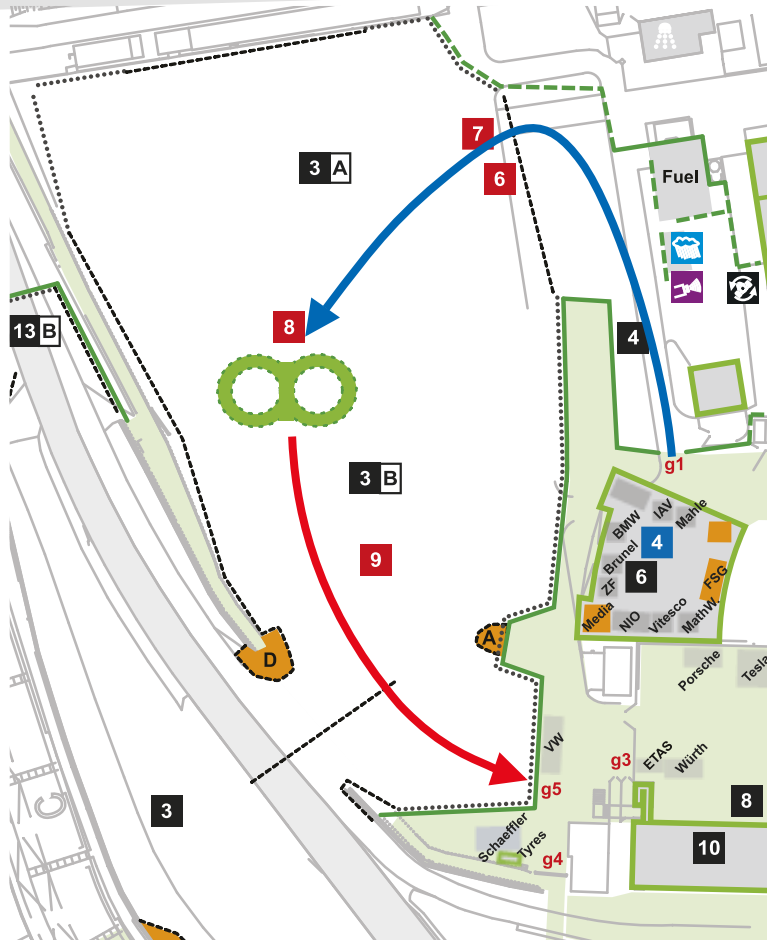 7
3 A
6
Fuel
8
13 B
4
g1
3 B
IAV
Mahle
BMW
4
9
Brunel
6
ZF
FSG
Media
NIO
Vitesco
MathW.
A
D
Porsche
Tesla
VW
g3
ETAS
Würth
g5
8
3
Schaeffler
Tyres
10
g4